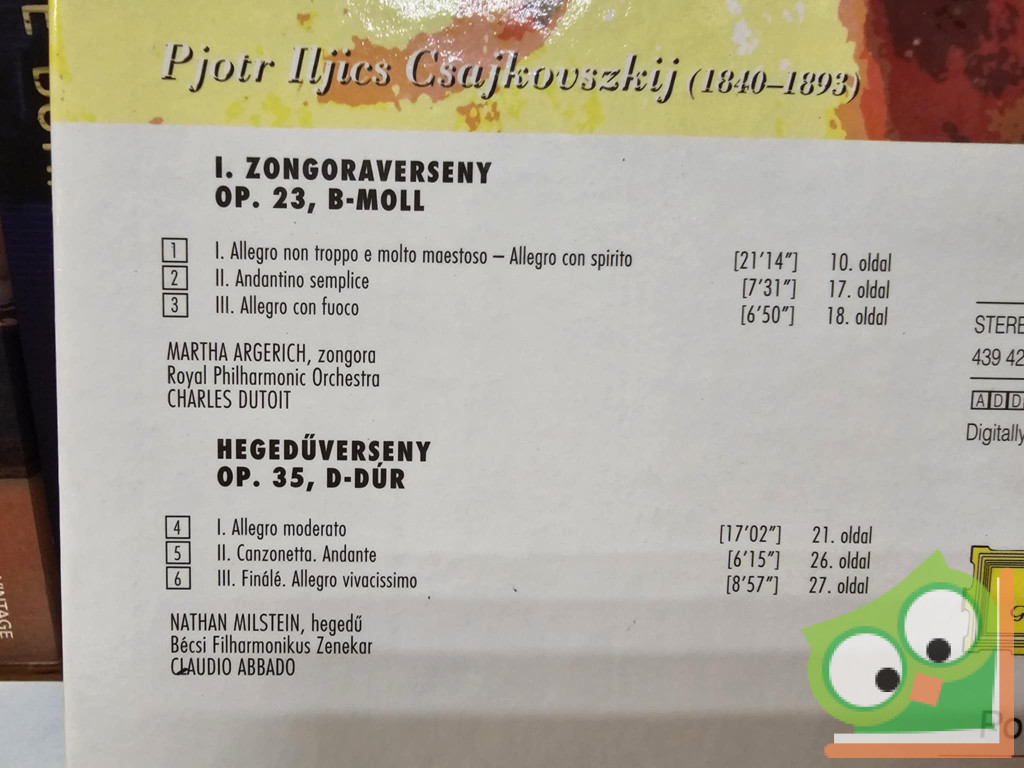 Pjotr Iljics Csajkovszkij (1840–1893)
I. ZONGORAVERSENY
OP. 23, B-MOLL
1 I. Allegro non troppo e molto maestoso – Allegro con spirito [21'14"] 10. oldal
2 II. Andantino semplice [7'31"] 17. oldal
3 III. Allegro con fuoco [6'50"] 18. oldal
MARTHA ARGERICH, zongora
Royal Philharmonic Orchestra
CHARLES DUTOIT
HEGEDŰVERSENY
OP. 35, D-DÚR
4 I. Allegro moderato [17'02"] 21. oldal
5 II. Canzonetta. Andante [6'15"] 26. oldal
6 III. Finálé. Allegro vivacissimo [8'57"] 27. oldal
NATHAN MILSTEIN, hegedű
Bécsi Filharmonikus Zenekar
CLAUDIO ABBADO
STERE
439 42
ADD
Digitally
Po
VINTAGE